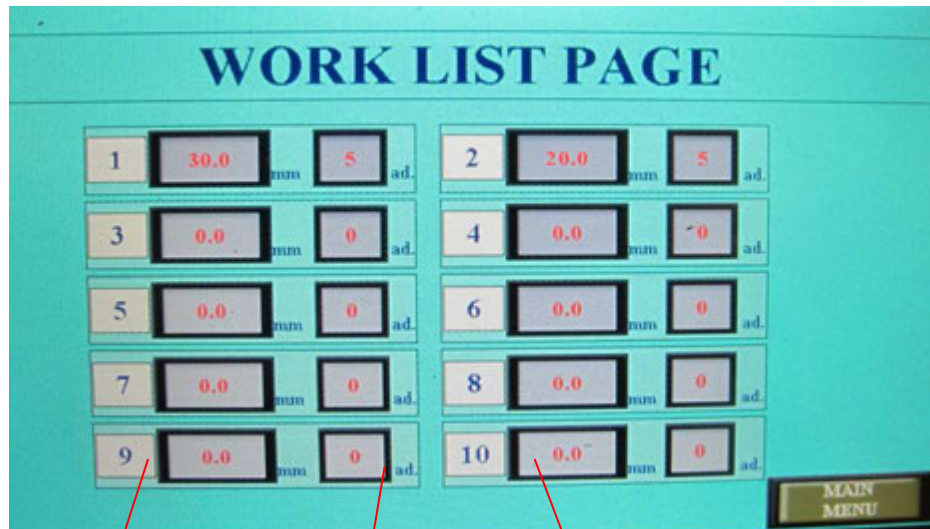 WORK LIST PAGE
1 30.0 mm 5 ad. 2 20.0 mm 5 ad.
3 0.0 mm 0 ad. 4 0.0 mm 0 ad.
5 0.0 mm 0 ad. 6 0.0 mm 0 ad.
7 0.0 mm 0 ad. 8 0.0 mm 0 ad.
9 0.0 mm 0 ad. 10 0.0 mm 0 ad.
MAIN
MENU